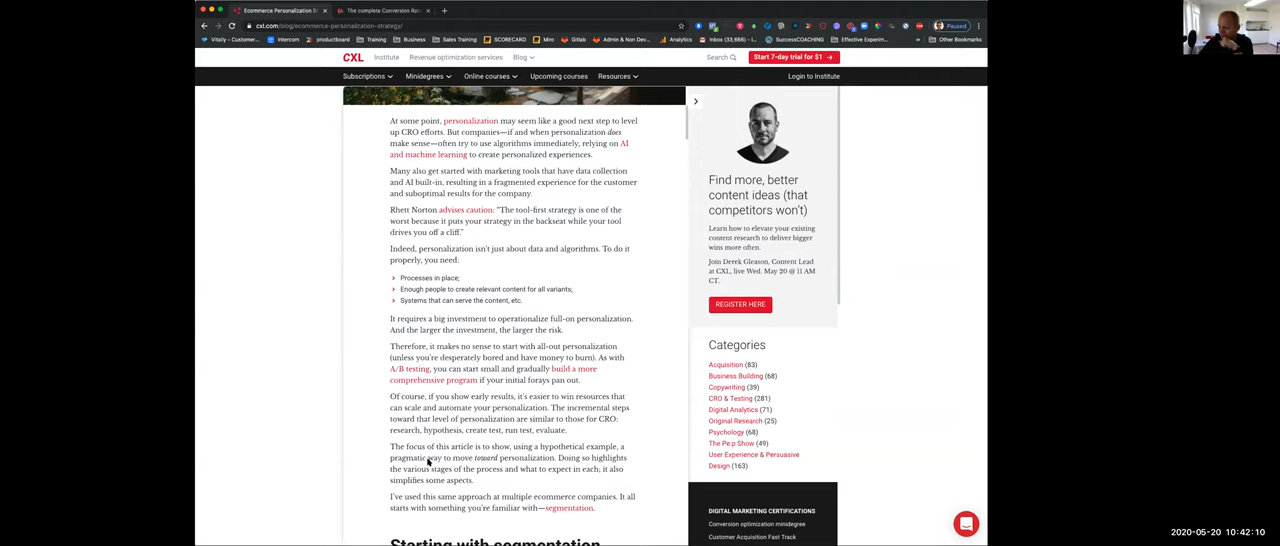 Ecommerce Personalization St
The complete Conversion Rat
cxl.com/blog/ecommerce-personalization-strategy/
Paused
Vitally - Customer...
intercom
productboard
Training
Business
Sales Training
SCORECARD
Miro
Gitlab
Admin & Non Dev...
Analytics
Inbox (33,666) - i...
SuccessCOACHING
Effective Experim...
Other Bookmarks
CXL
Institute
Revenue optimization services
Blog
Search
Start 7-day trial for $1
Subscriptions
Minidegrees
Online courses
Upcoming courses
Resources
Login to Institute
At some point, personalization may seem like a good next step to level
up CRO efforts. But companies—if and when personalization does
make sense—often try to use algorithms immediately, relying on AI
and machine learning to create personalized experiences.
Many also get started with marketing tools that have data collection
and AI built-in, resulting in a fragmented experience for the customer
and suboptimal results for the company.
Rhett Norton advises caution: "The tool-first strategy is one of the
worst because it puts your strategy in the backseat while your tool
drives you off a cliff."
Indeed, personalization isn't just about data and algorithms. To do it
properly, you need:
Processes in place;
Enough people to create relevant content for all variants;
Systems that can serve the content, etc.
It requires a big investment to operationalize full-on personalization.
And the larger the investment, the larger the risk.
Therefore, it makes no sense to start with all-out personalization
(unless you're desperately bored and have money to burn). As with
A/B testing, you can start small and gradually build a more
comprehensive program if your initial forays pan out.
Of course, if you show early results, it's easier to win resources that
can scale and automate your personalization. The incremental steps
toward that level of personalization are similar to those for CRO:
research, hypothesis, create test, run test, evaluate.
The focus of this article is to show, using a hypothetical example, a
pragmatic way to move toward personalization. Doing so highlights
the various stages of the process and what to expect in each; it also
simplifies some aspects.
I've used this same approach at multiple ecommerce companies. It all
starts with something you're familiar with—segmentation.
Starting with segmentation
Find more, better
content ideas (that
competitors won't)
Learn how to elevate your existing
content research to deliver bigger
wins more often.
Join Derek Gleason, Content Lead
at CXL, live Wed. May 20 @ 11 AM
CT.
REGISTER HERE
Categories
Acquisition (83)
Business Building (68)
Copywriting (39)
CRO & Testing (281)
Digital Analytics (71)
Original Research (25)
Psychology (68)
The Pe:p Show (49)
User Experience & Persuasive
Design (163)
DIGITAL MARKETING CERTIFICATIONS
Conversion optimization minidegree
Customer Acquisition Fast Track
2020-05-20 10:42:10